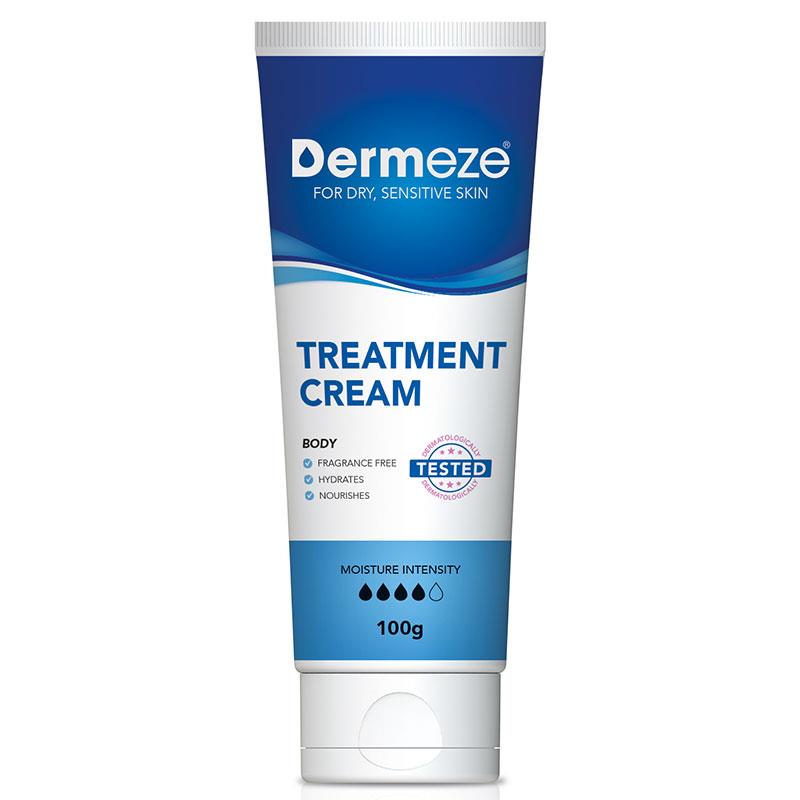 Dermeze®
FOR DRY, SENSITIVE SKIN
TREATMENT
CREAM
BODY
FRAGRANCE FREE
HYDRATES
NOURISHES
DERMATOLOGICALLY
TESTED
DERMATOLOGICALLY
MOISTURE INTENSITY
100g